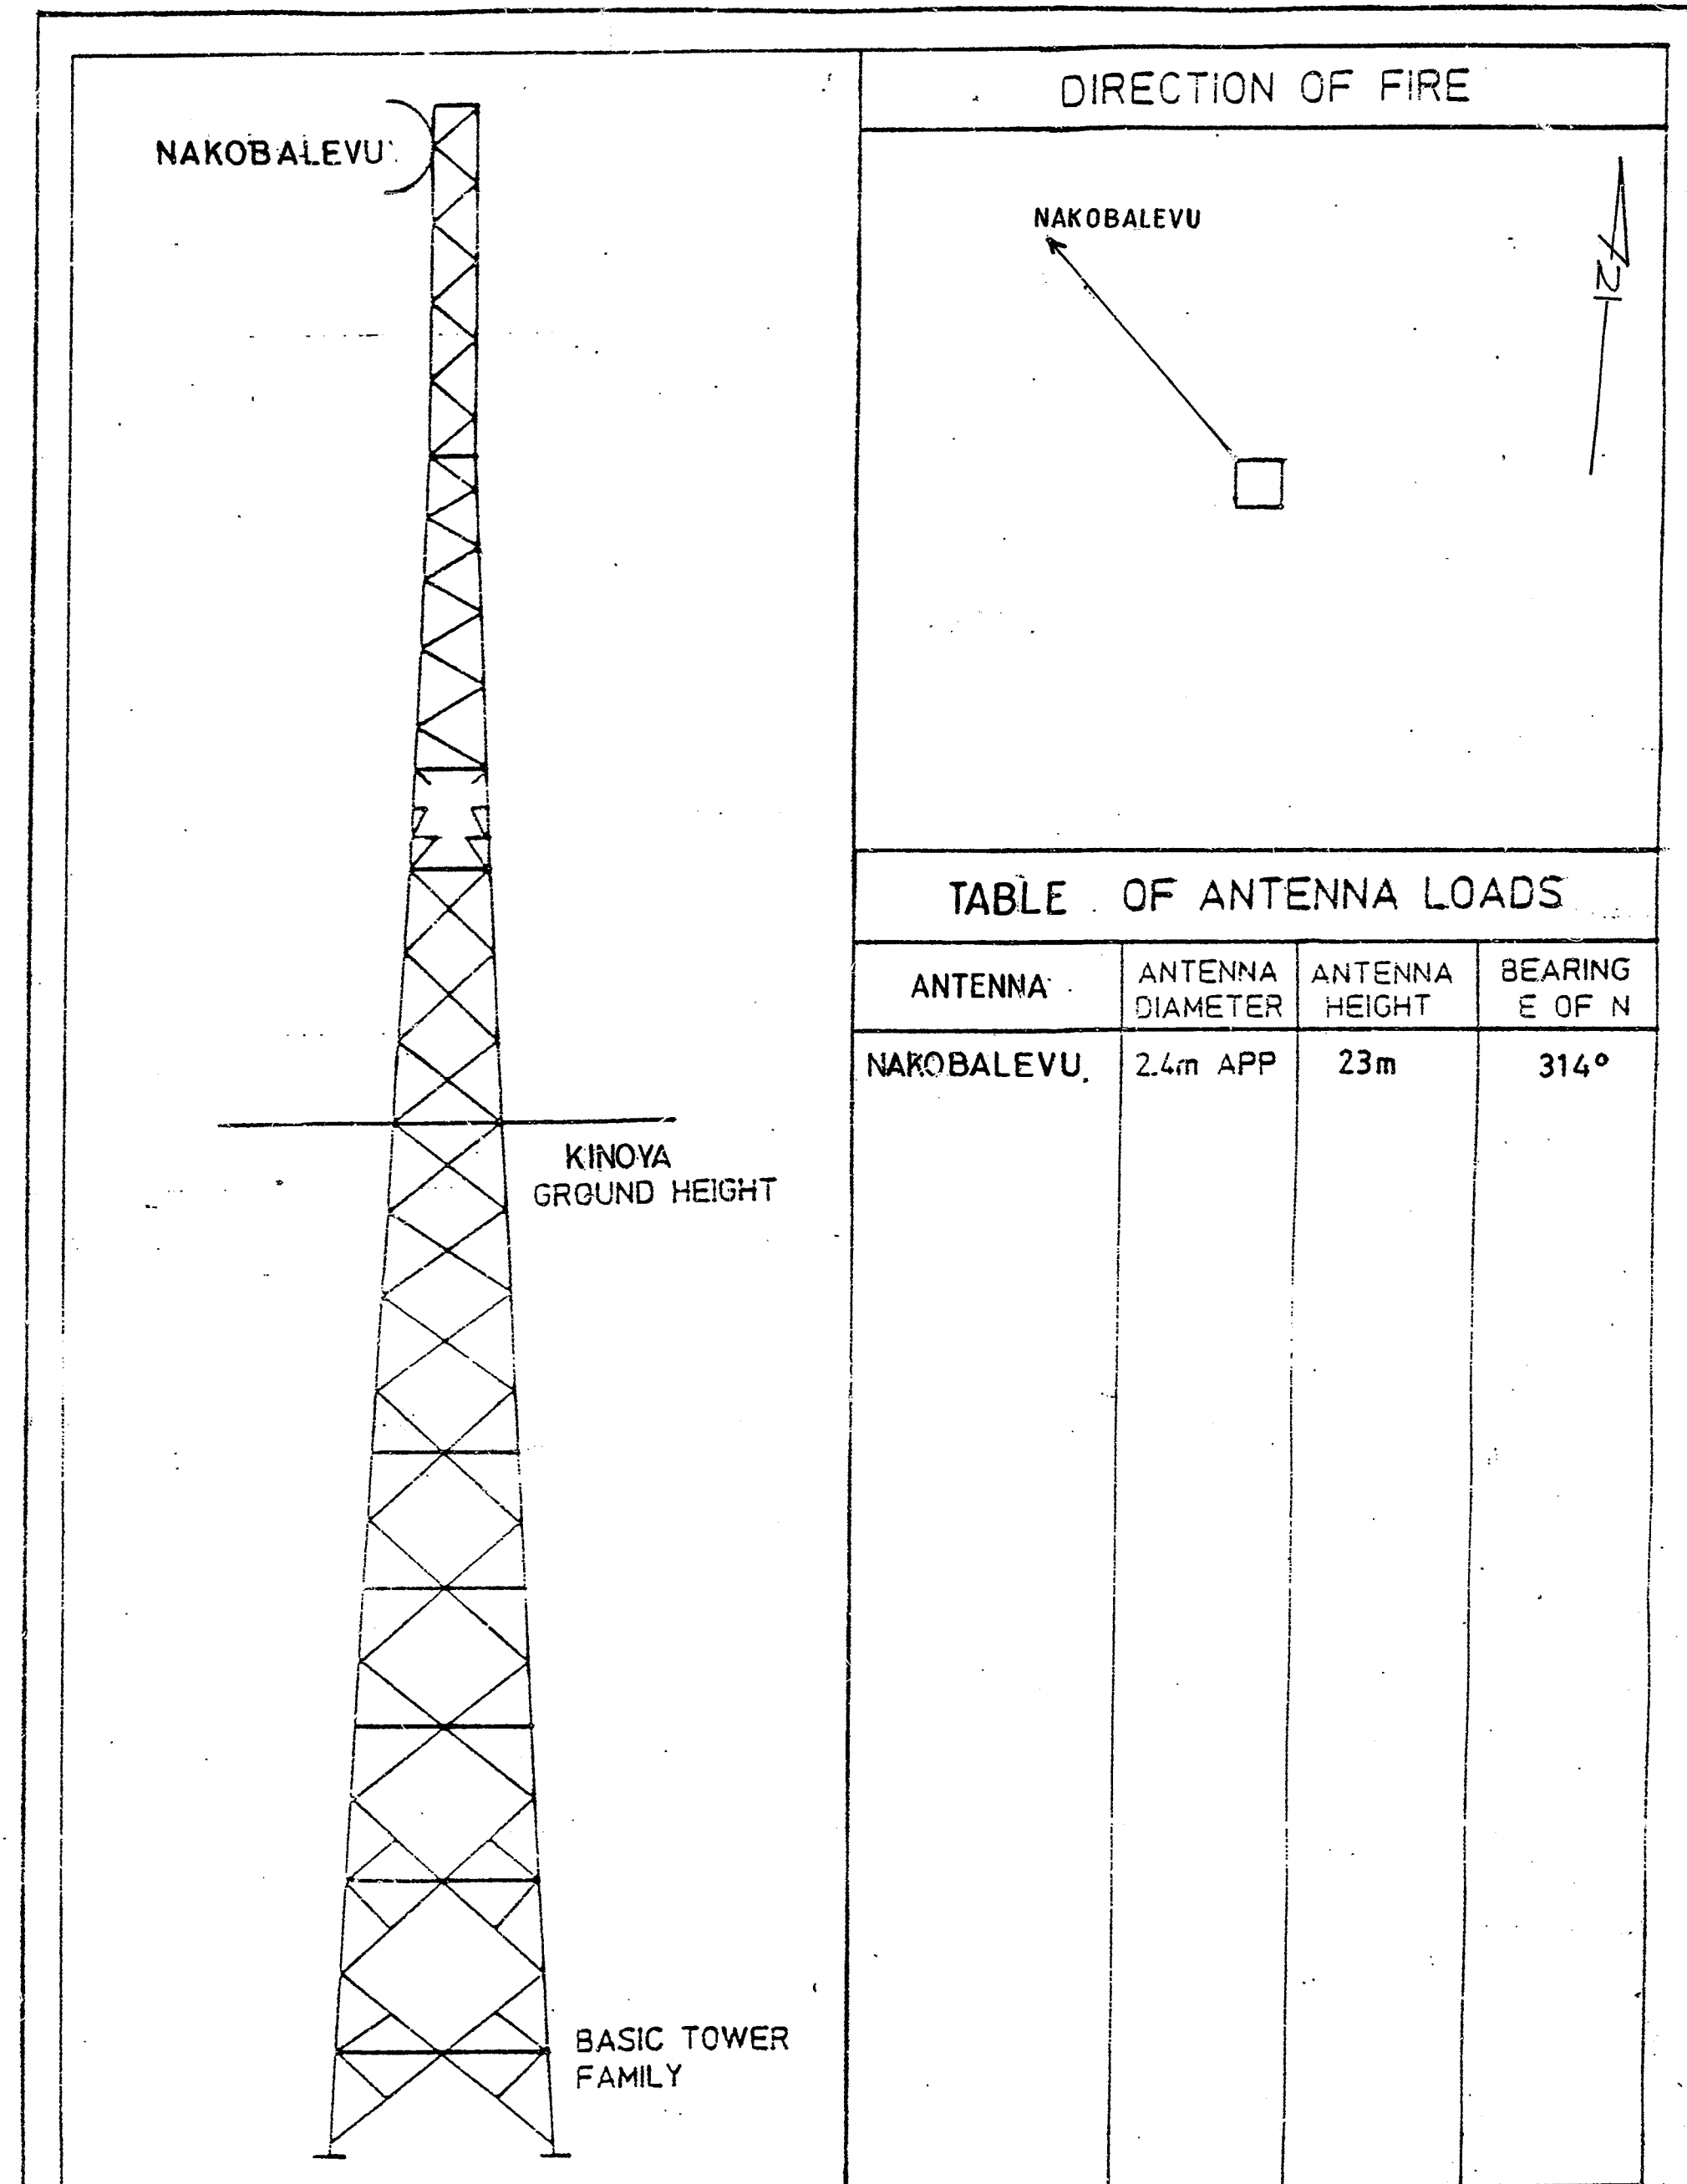 NAKOBALEVU
DIRECTION OF FIRE
NAKOBALEVU
N
KINOYA
GROUND HEIGHT
BASIC TOWER
FAMILY
TABLE OF ANTENNA LOADS
ANTENNA
ANTENNA
DIAMETER
ANTENNA
HEIGHT
BEARING
E OF N
NAKOBALEVU. 2.4m APP 23m 314°